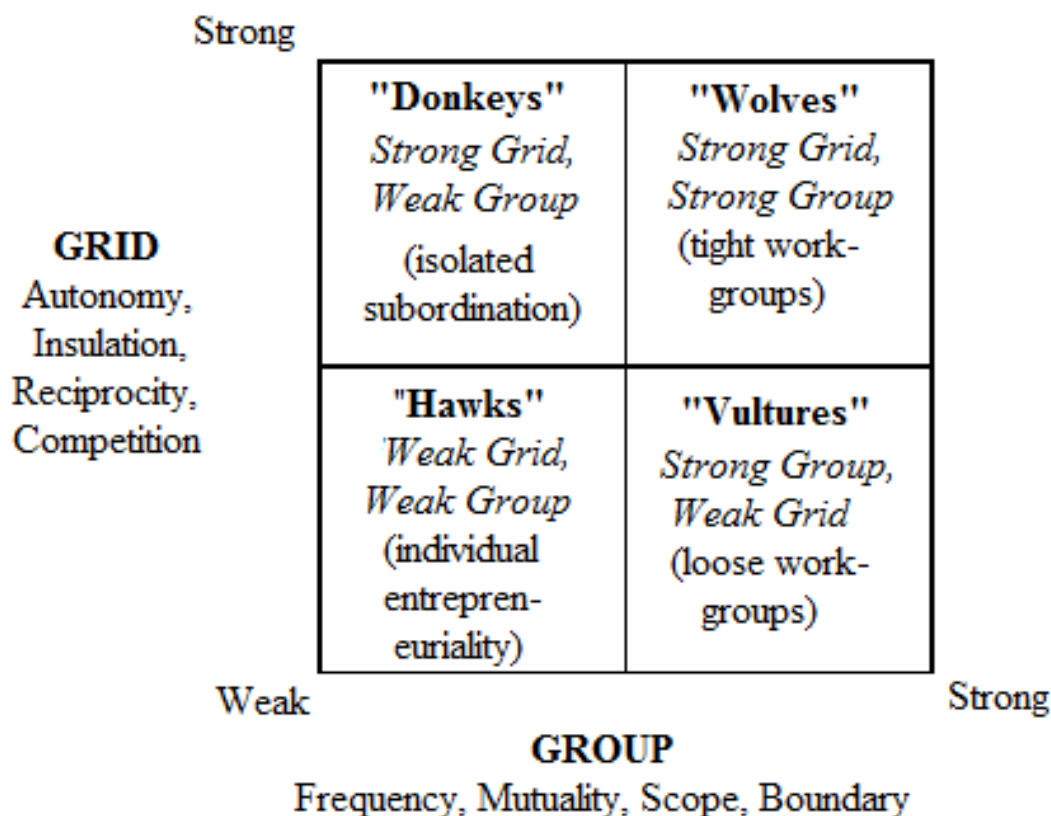 Strong
"Donkeys"
Strong Grid,
Weak Group
(isolated
subordination)
"Wolves"
Strong Grid,
Strong Group
(tight work-
groups)
GRID
Autonomy,
Insulation,
Reciprocity,
Competition
"Hawks"
Weak Grid,
Weak Group
(individual
entrepren-
euriality)
"Vultures"
Strong Group,
Weak Grid
(loose work-
groups)
Weak
Strong
GROUP
Frequency, Mutuality, Scope, Boundary